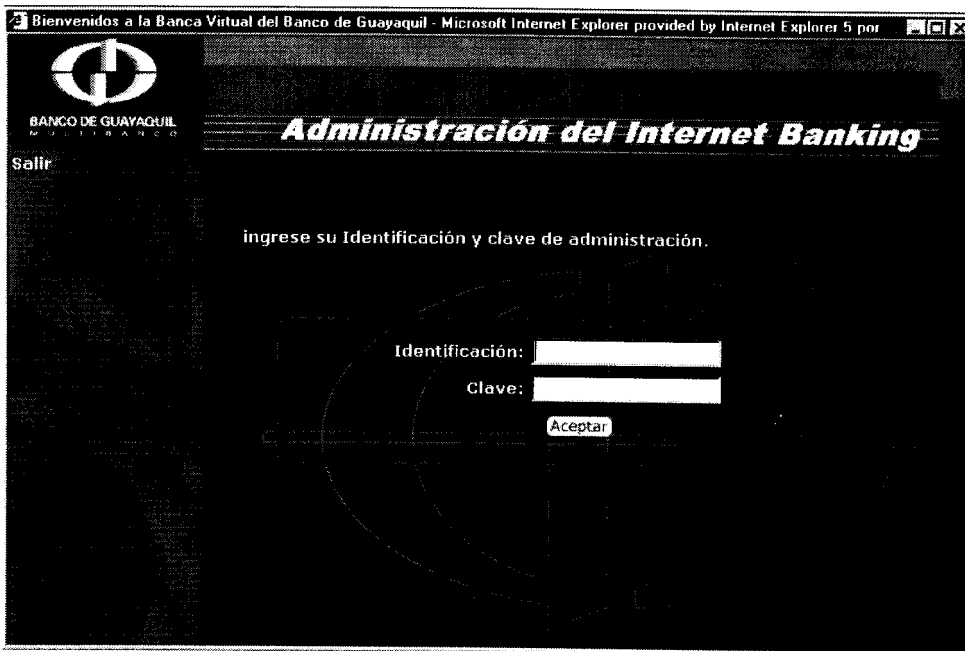 Bienvenidos a la Banca Virtual del Banco de Guayaquil - Microsoft Internet Explorer provided by Internet Explorer 5 por
BANCO DE GUAYAQUIL
MULTIBANCO
Administración del Internet Banking
Salir
ingrese su Identificación y clave de administración.
Identificación:
Clave:
Aceptar